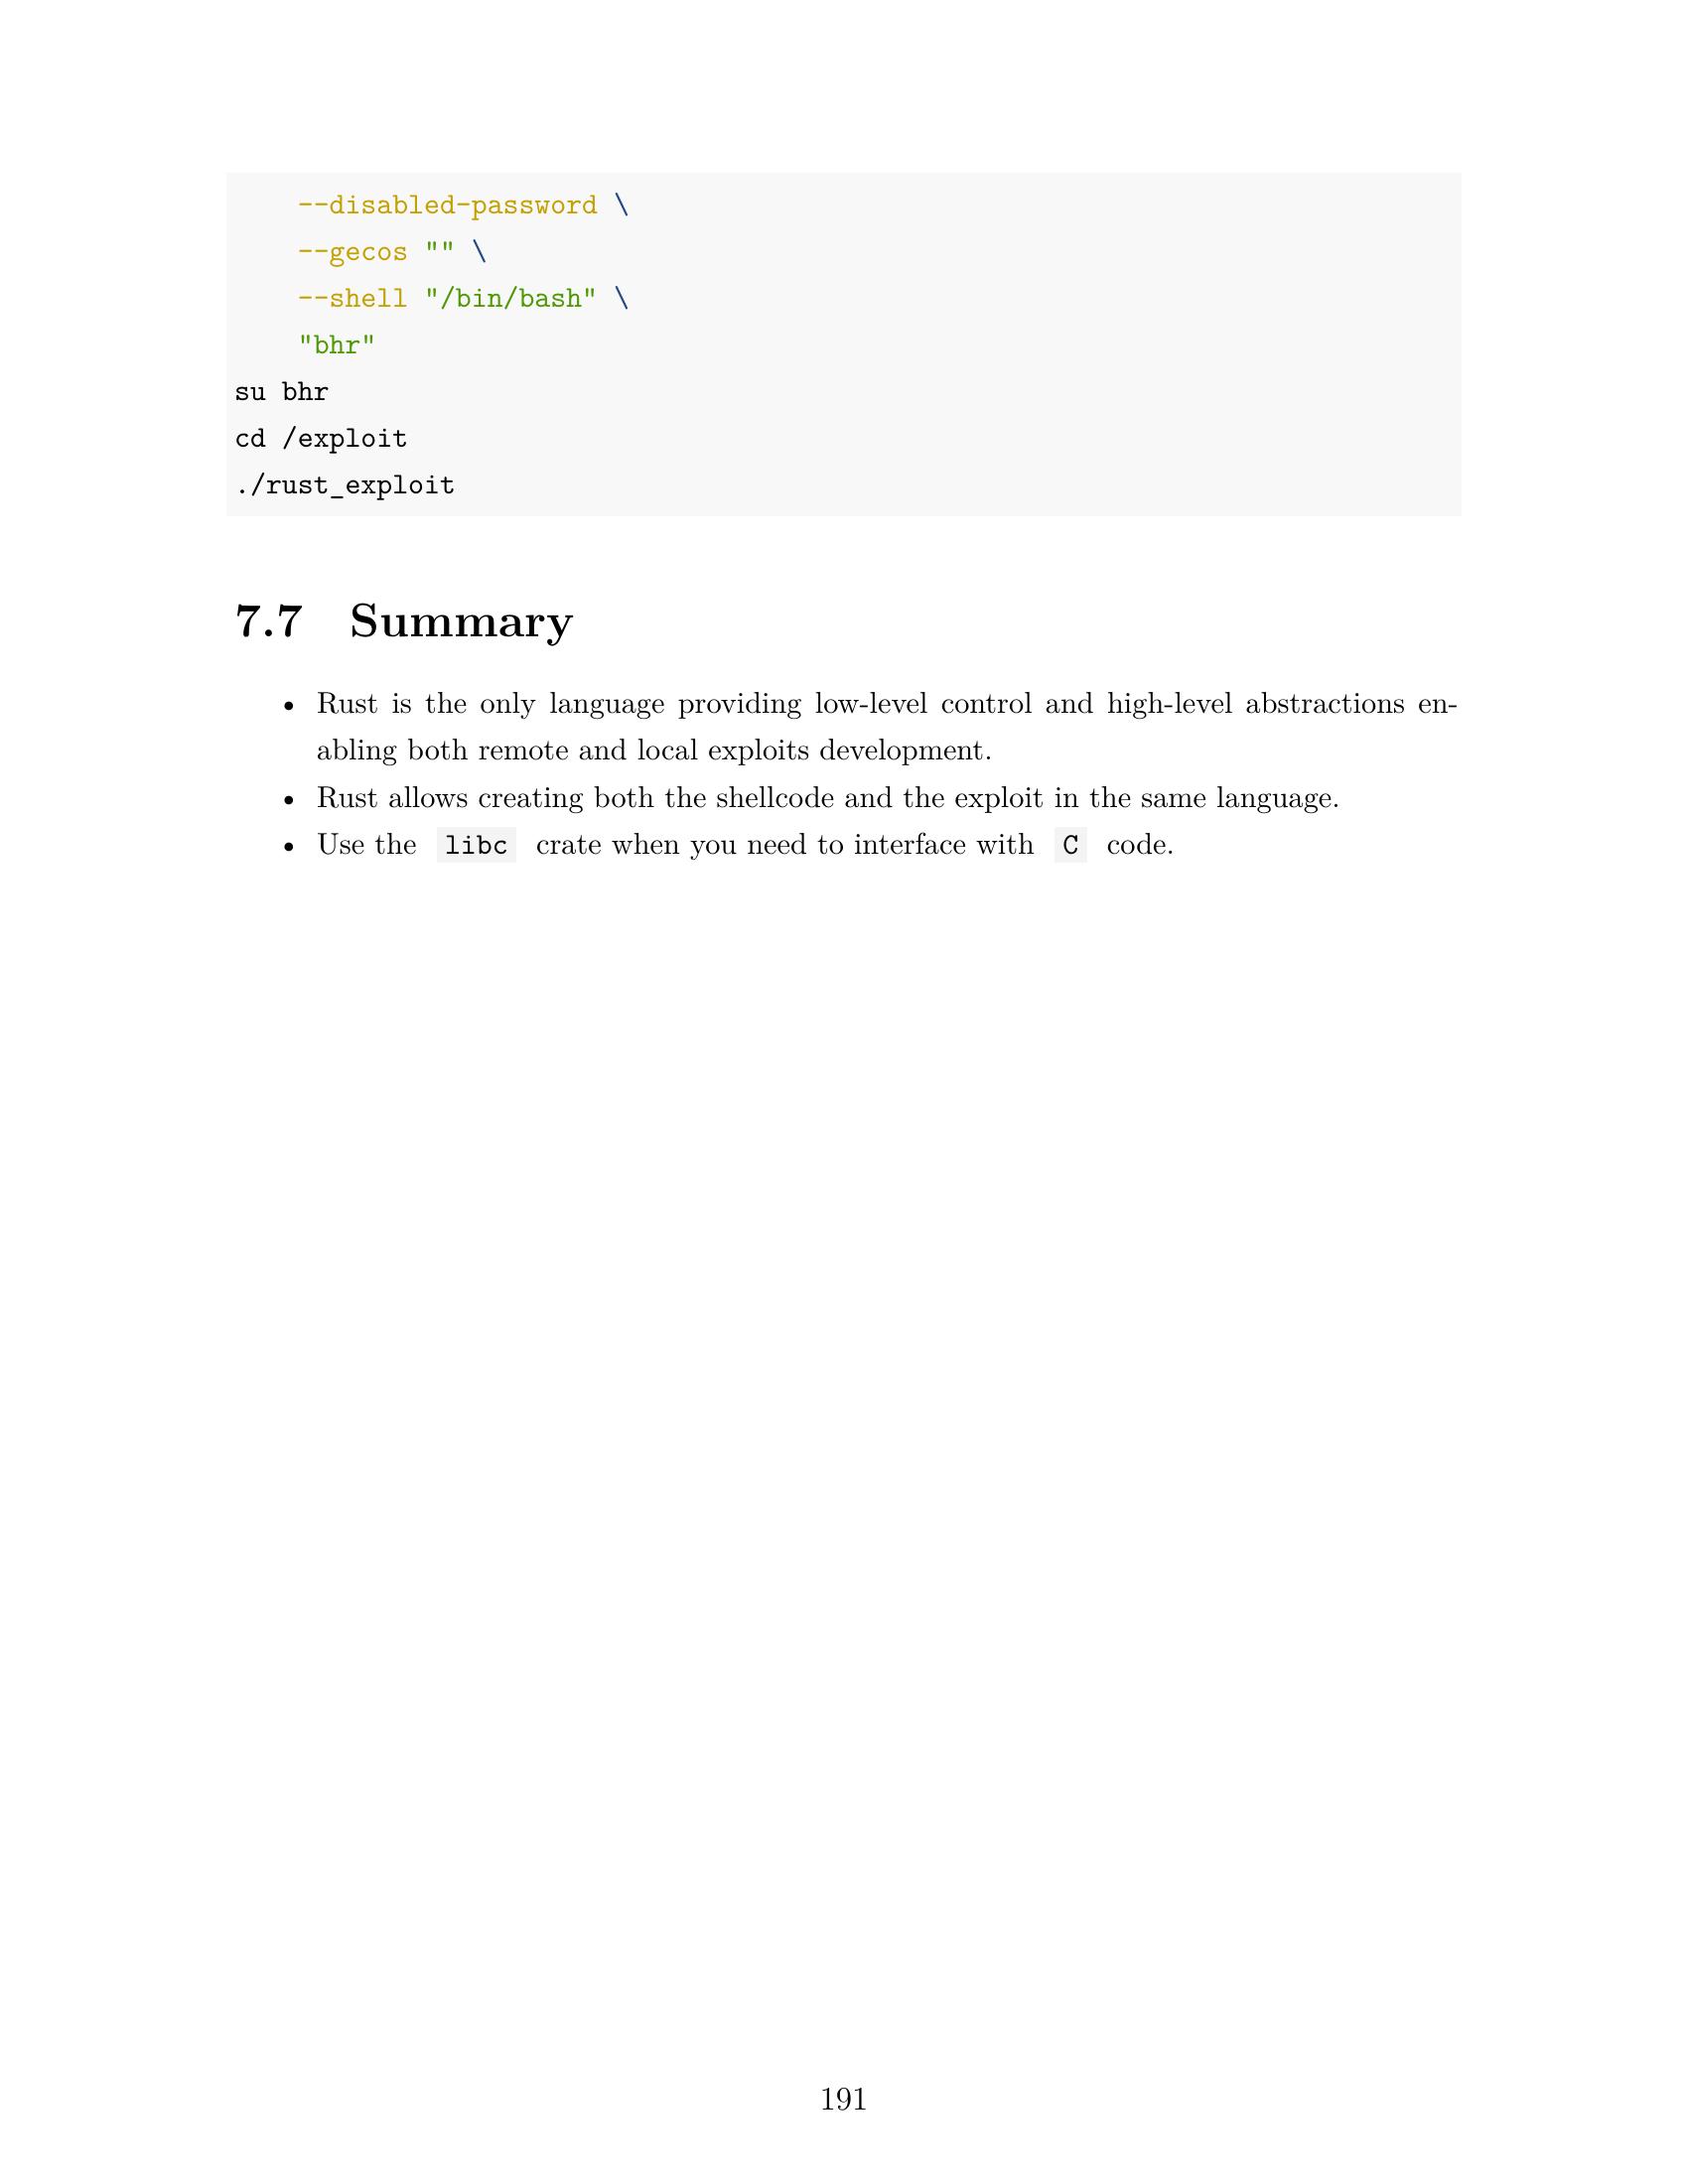 --disabled-password \
--gecos "" \
--shell "/bin/bash" \
"bhr"
su bhr
cd /exploit
./rust_exploit
7.7 Summary
• Rust is the only language providing low-level control and high-level abstractions en-
abling both remote and local exploits development.
• Rust allows creating both the shellcode and the exploit in the same language.
• Use the libc crate when you need to interface with C code.
191